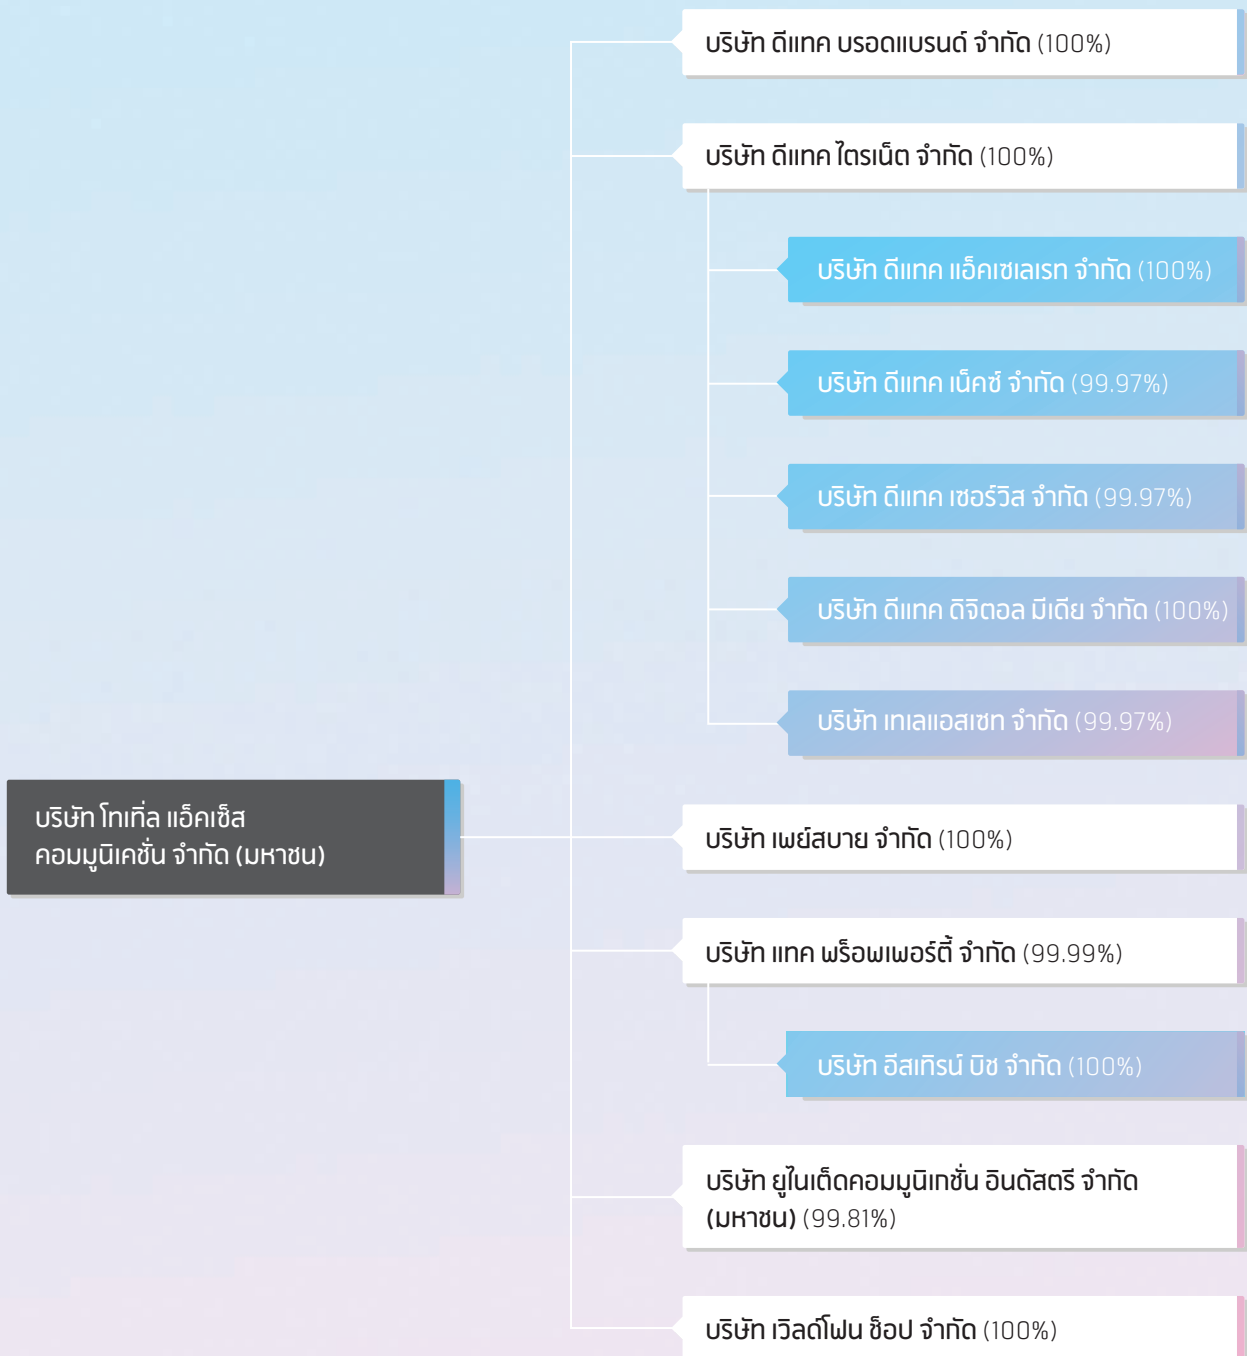 บริษัท ดีแทค บรอดแบรนด์ จำกัด (100%)
บริษัท ดีแทค ไตรเน็ต จำกัด (100%)
บริษัท ดีแทค แอ็คเซเลเรท จำกัด (100%)
บริษัท ดีแทค เน็คซ์ จำกัด (99.97%)
บริษัท ดีแทค เซอร์วิส จำกัด (99.97%)
บริษัท ดีแทค ดิจิตอล มีเดีย จำกัด (100%)
บริษัท เทเลแอสเซท จำกัด (99.97%)
บริษัท โทเทิ่ล แอ็คเซ็ส
คอมมูนิเคชั่น จำกัด (มหาชน)
บริษัท เพย์สบาย จำกัด (100%)
บริษัท แทค พร็อพเพอร์ตี้ จำกัด (99.99%)
บริษัท อีสเทิรน์ บีช จำกัด (100%)
บริษัท ยูไนเต็ดคอมมูนิเกชั่น อินดัสตรี จำกัด
(มหาชน) (99.81%)
บริษัท เวิลด์โฟน ช็อป จำกัด (100%)